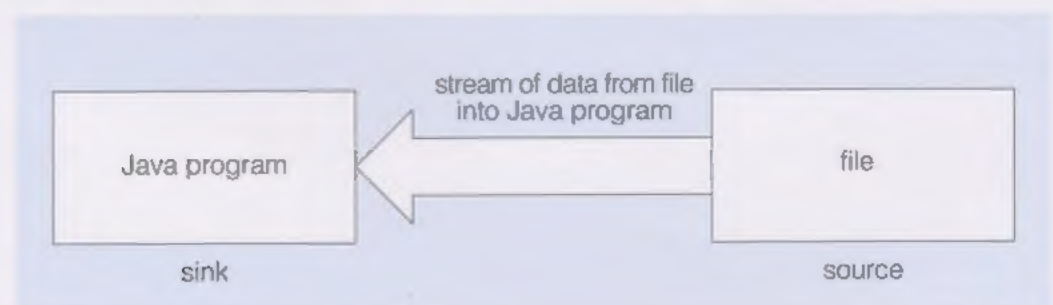 stream of data from file
into Java program
Java program
file
sink
source